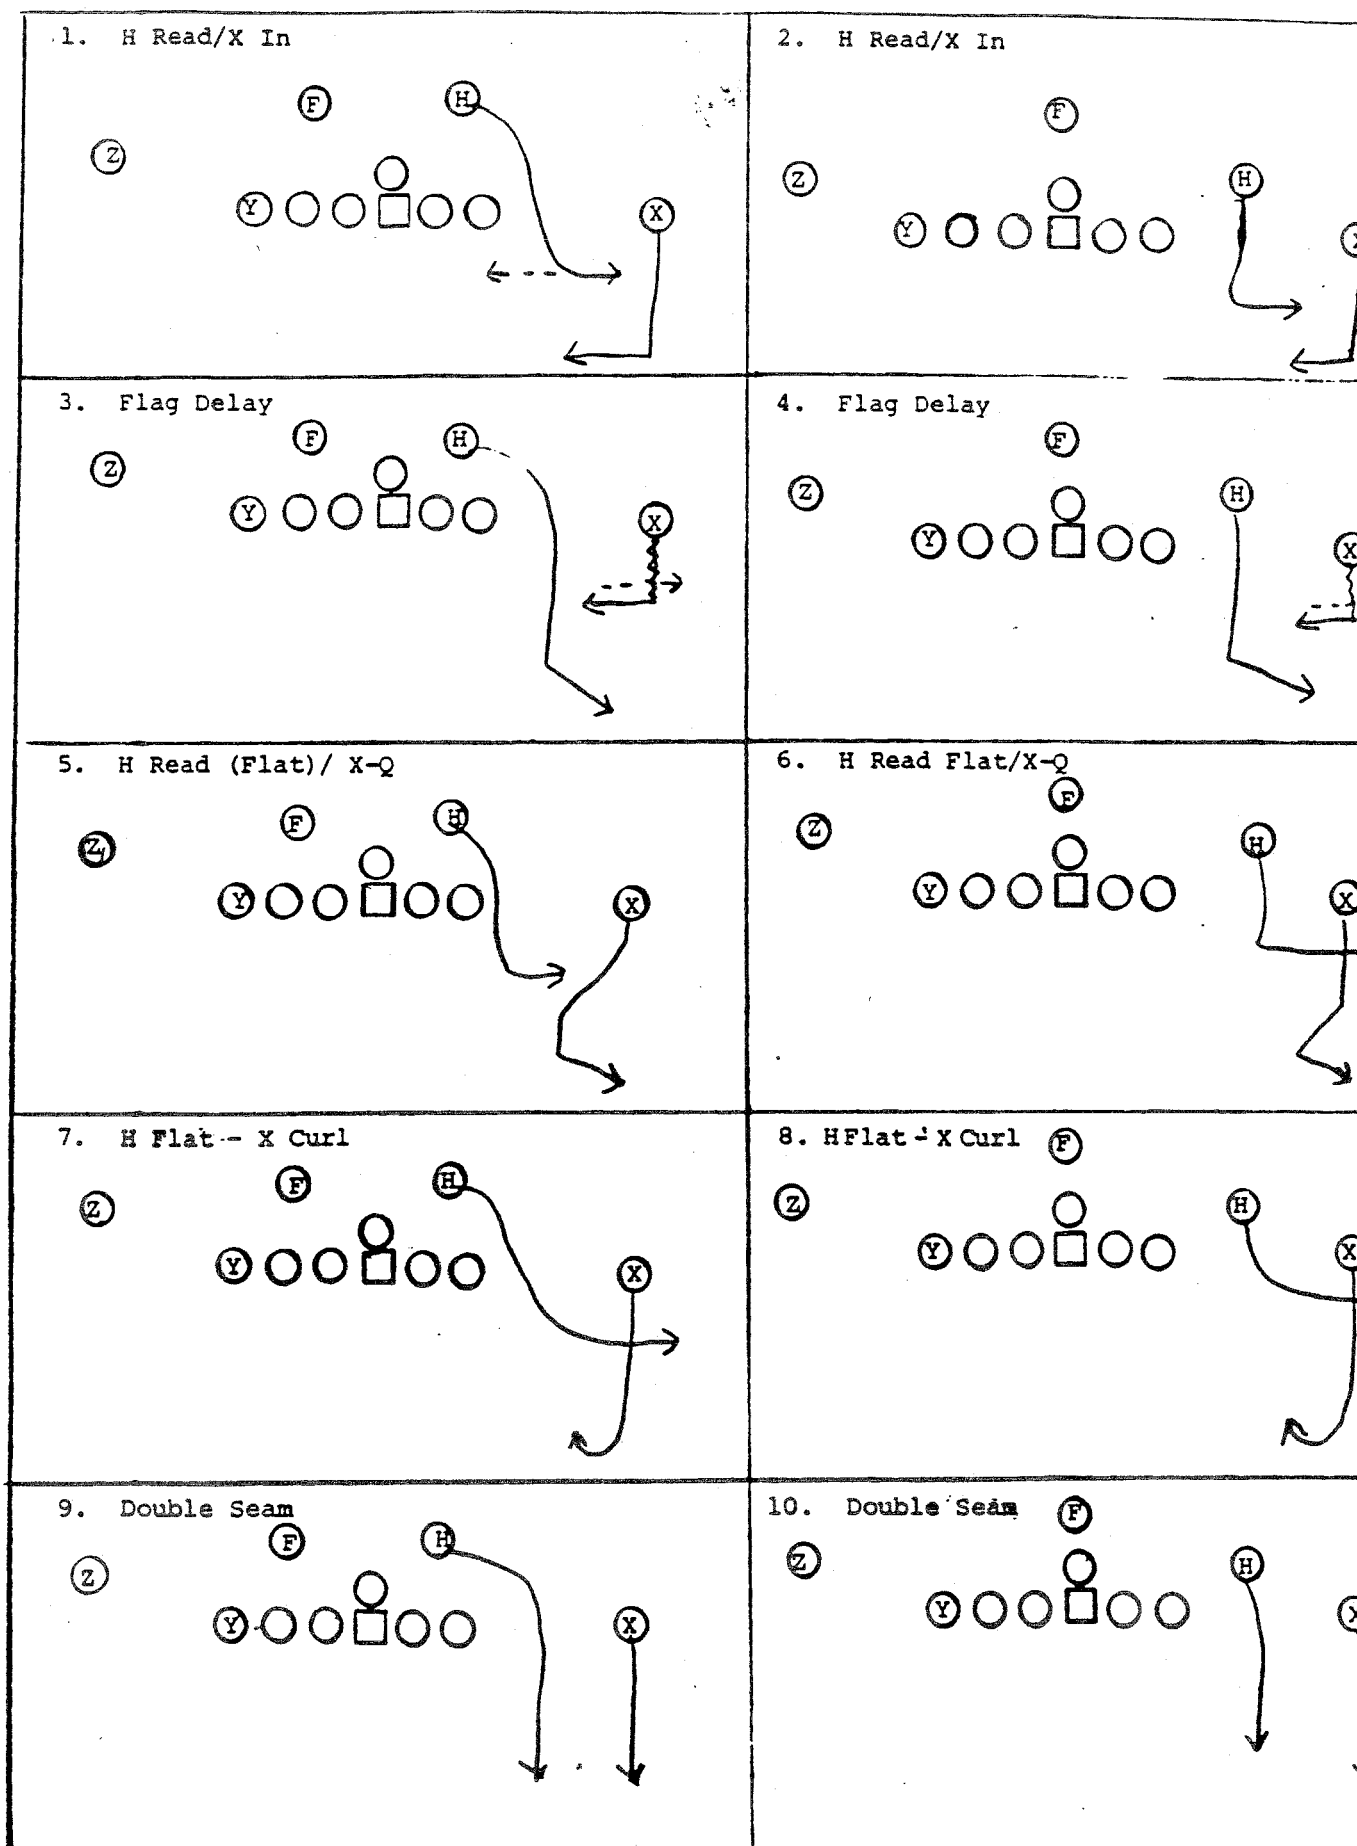 1. H Read/X In
F H
Z
Y X
2. H Read/X In
F
Z H
Y X
3. Flag Delay
F H
Z
Y X
4. Flag Delay
F
Z H
Y X
5. H Read (Flat)/ X-Q
F H
Z
Y X
6. H Read Flat/X-Q
F
Z H
Y X
7. H Flat - X Curl
F H
Z
Y X
8. H Flat - X Curl
F
Z H
Y X
9. Double Seam
F H
Z
Y X
10. Double Seam
F
Z H
Y X